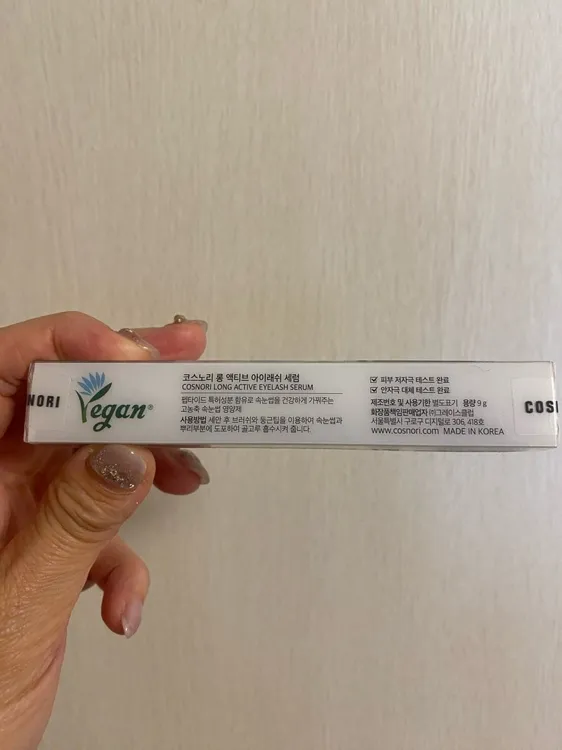 NORI
Vegan®
코스노리 롱 액티브 아이래쉬 세럼
COSNORI LONG ACTIVE EYELASH SERUM
펩타이드 특허성분 함유로 속눈썹을 건강하게 가꿔주는
고농축 속눈썹 영양제
사용방법 세안 후 브러쉬와 둥근팁을 이용하여 속눈썹과
뿌리부분에 도포하여 골고루 흡수시켜 줍니다.
피부 저자극 테스트 완료
안자극 대체 테스트 완료
제조번호 및 사용기한 별도표기 용량 9 g
화장품책임판매업자 ㈜그레이스클럽
서울특별시 구로구 디지털로 306, 418호
www.cosnori.com MADE IN KOREA
COS